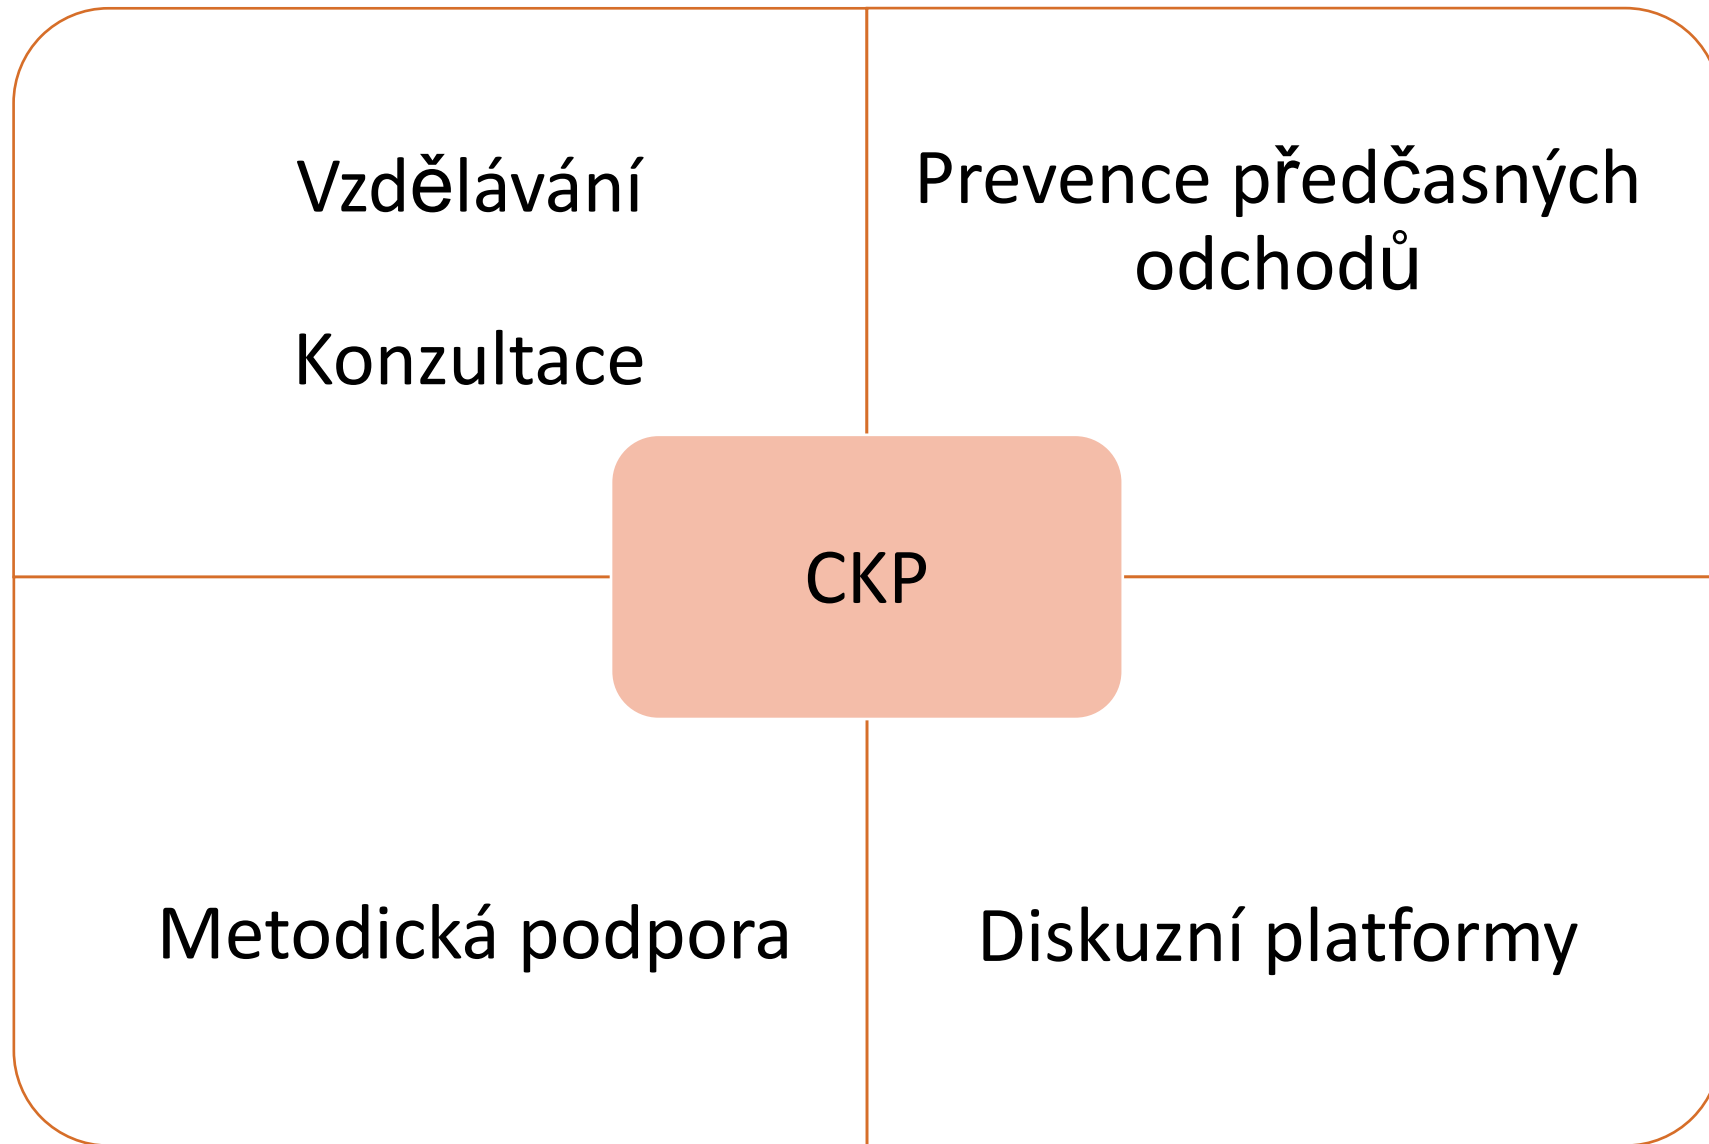 Vzdělávání
Konzultace
Prevence předčasných
odchodů
CKP
Metodická podpora
Diskuzní platformy